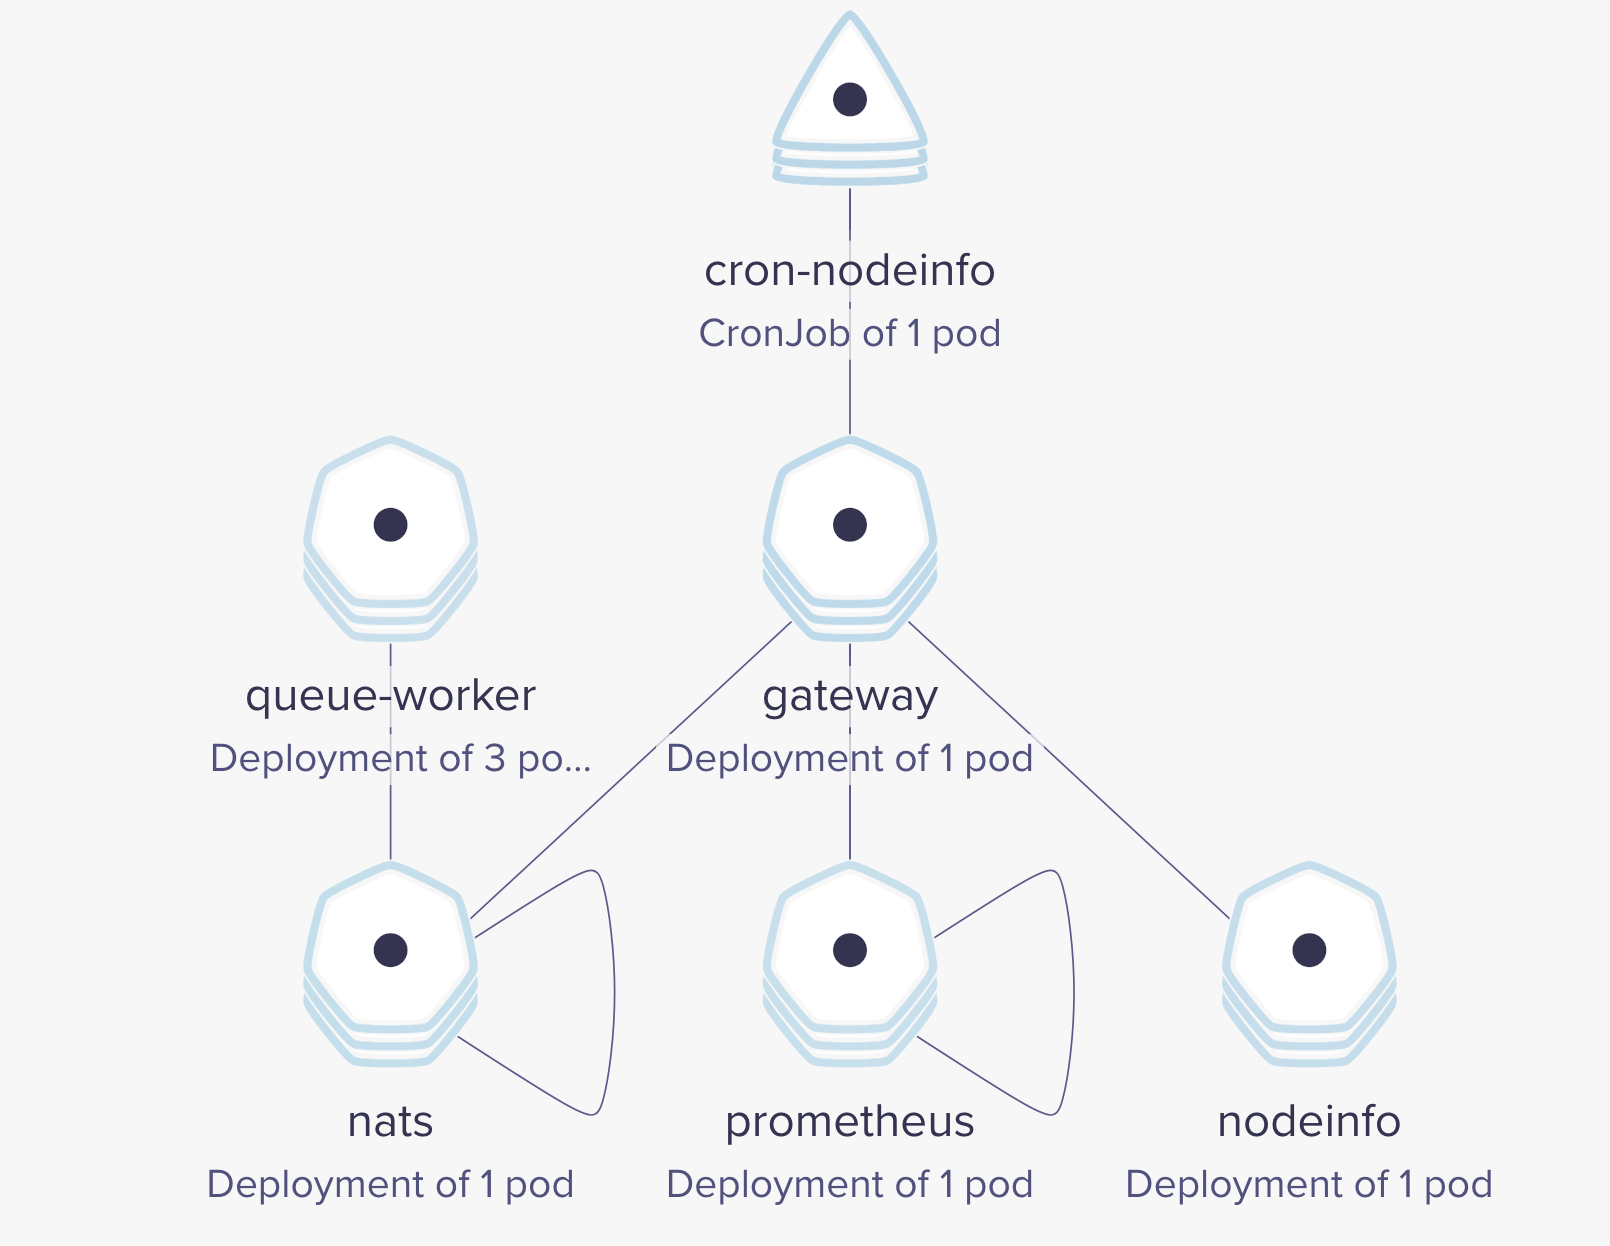 cron-nodeinfo
CronJob of 1 pod
queue-worker
Deployment of 3 po...
gateway
Deployment of 1 pod
nats
Deployment of 1 pod
prometheus
Deployment of 1 pod
nodeinfo
Deployment of 1 pod